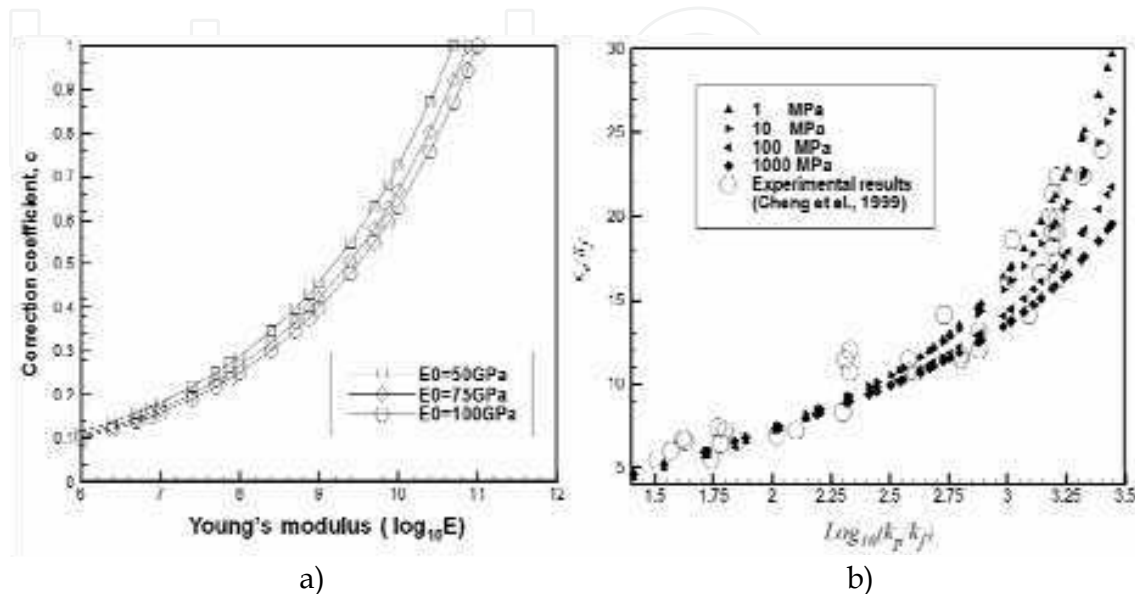 1
0.9
0.8
0.7
0.6
0.5
0.4
0.3
0.2
0.1
0
Correction coefficient, c
E0=50GPa
E0=75GPa
E0=100GPa
6 7 8 9 10 11 12
Young's modulus ( log10E)
a)
30
25
20
15
10
5
κe/κf
1 MPa
10 MPa
100 MPa
1000 MPa
Experimental results
(Cheng et al., 1999)
1.5 1.75 2 2.25 2.5 2.75 3 3.25 3.5
b)